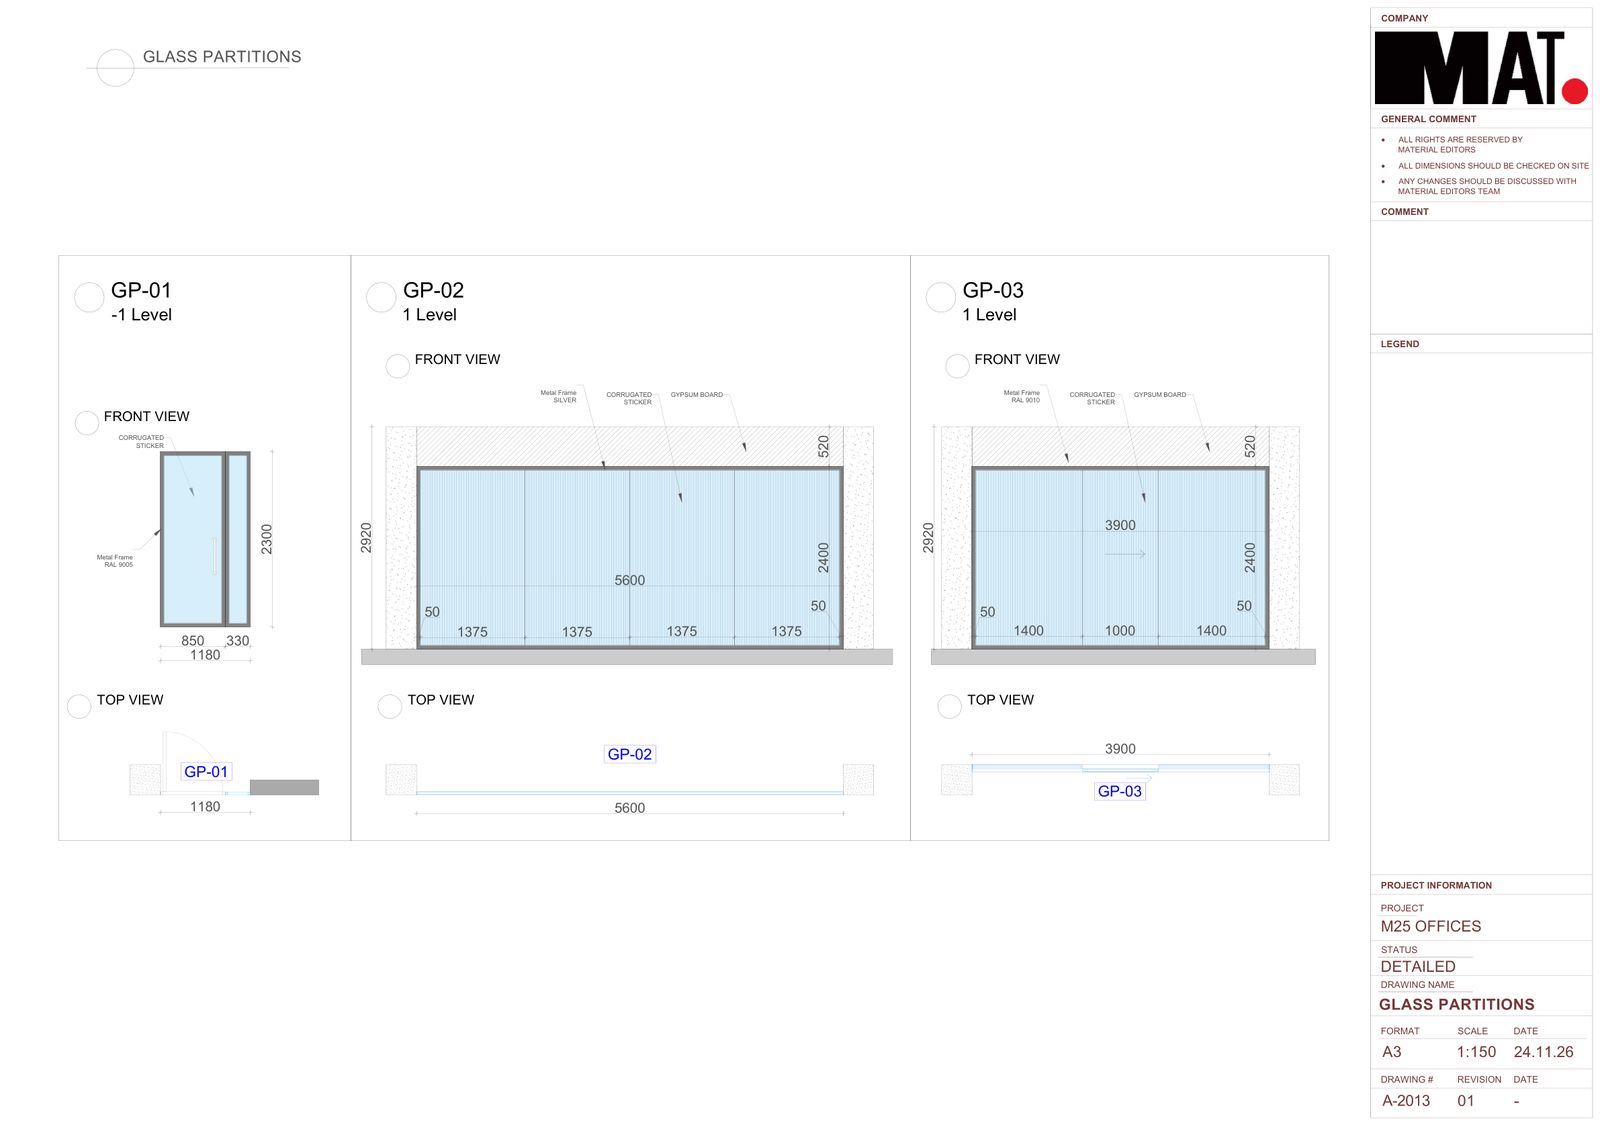 GLASS PARTITIONS
GP-01
-1 Level
FRONT VIEW
CORRUGATED
STICKER
Metal Frame
RAL 9005
2300
850
330
1180
TOP VIEW
GP-01
1180
GP-02
1 Level
FRONT VIEW
Metal Frame
SILVER
CORRUGATED
STICKER
GYPSUM BOARD
520
2920
2400
5600
50
50
1375
1375
1375
1375
TOP VIEW
GP-02
5600
GP-03
1 Level
FRONT VIEW
Metal Frame
RAL 9010
CORRUGATED
STICKER
GYPSUM BOARD
520
2920
3900
2400
50
50
1400
1000
1400
TOP VIEW
3900
GP-03
COMPANY
MAT.
GENERAL COMMENT
• ALL RIGHTS ARE RESERVED BY
MATERIAL EDITORS
• ALL DIMENSIONS SHOULD BE CHECKED ON SITE
• ANY CHANGES SHOULD BE DISCUSSED WITH
MATERIAL EDITORS TEAM
COMMENT
LEGEND
PROJECT INFORMATION
PROJECT
M25 OFFICES
STATUS
DETAILED
DRAWING NAME
GLASS PARTITIONS
FORMAT SCALE DATE
A3 1:150 24.11.26
DRAWING # REVISION DATE
A-2013 01 -